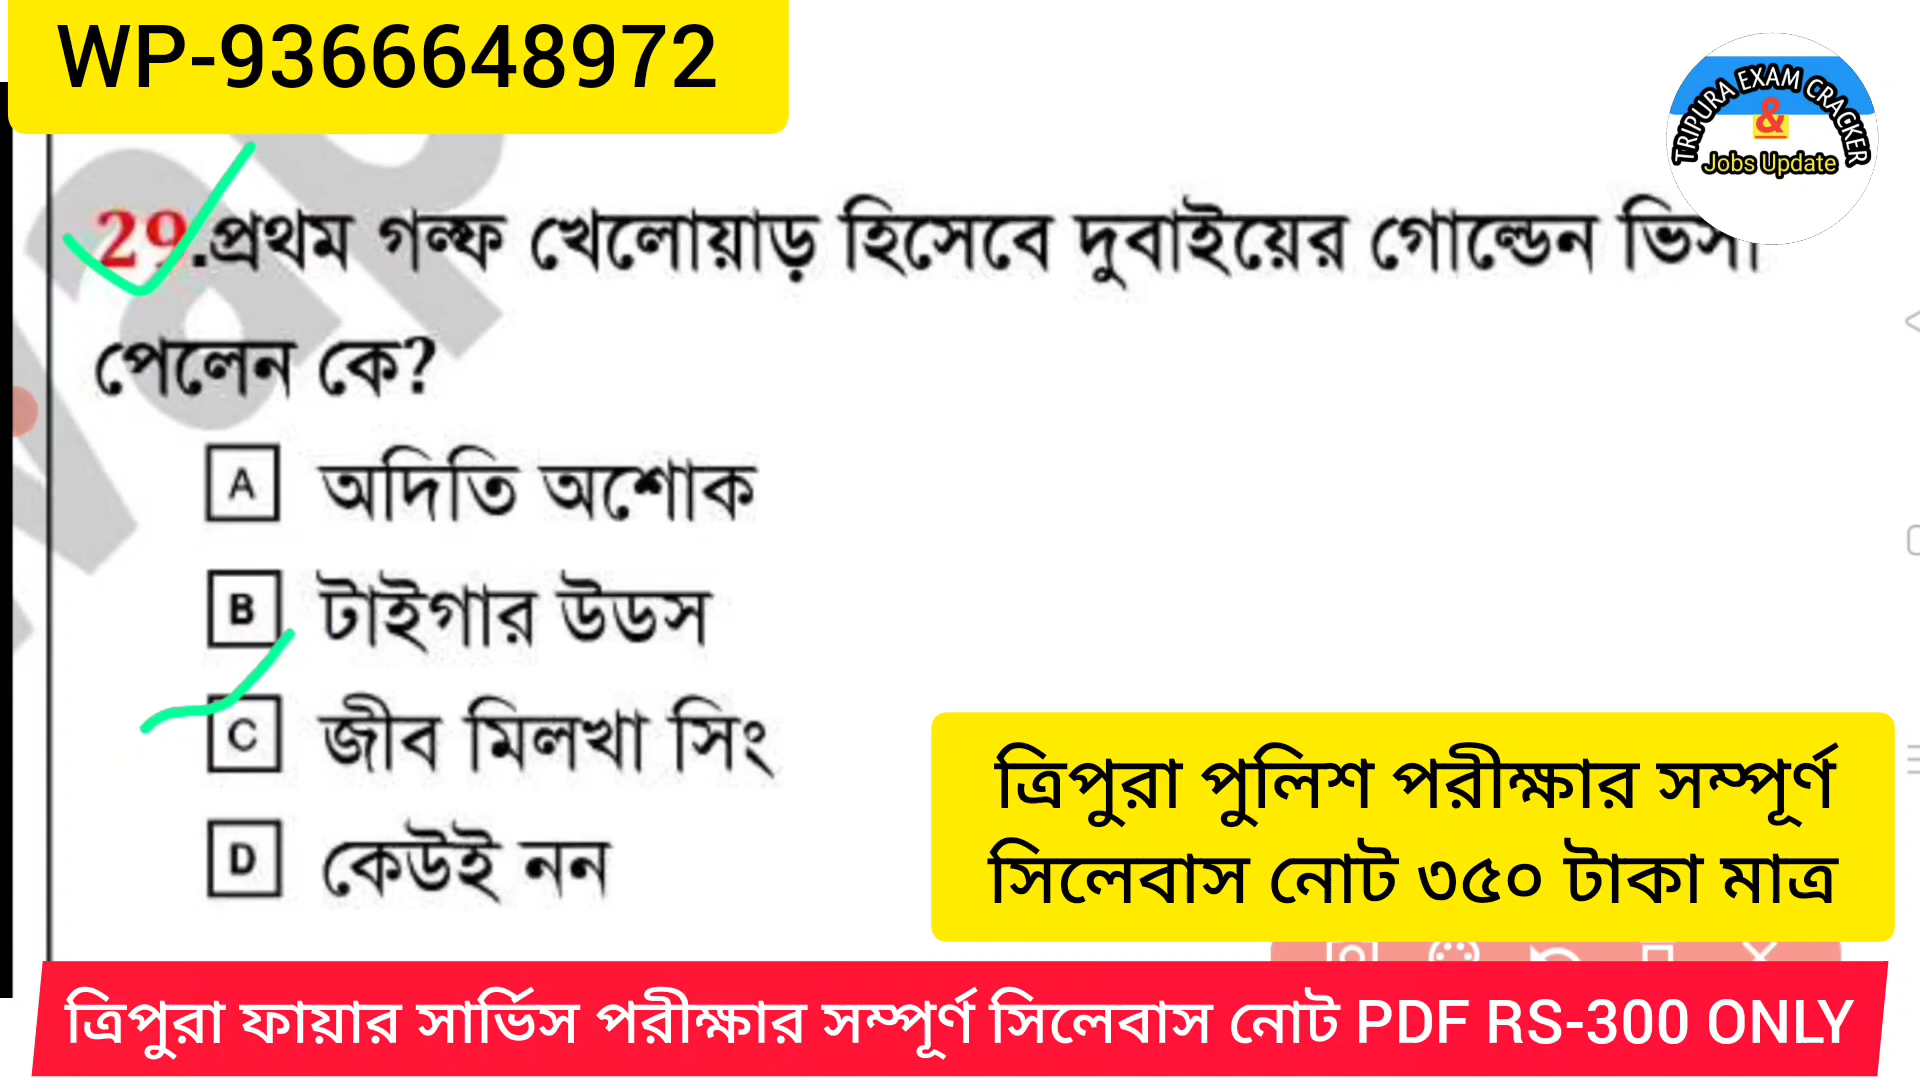 WP-9366648972
TRIPURA EXAM CRACKER
&
Jobs Update
29.প্রথম গল্ফ খেলোয়াড় হিসেবে দুবাইয়ের গোল্ডেন ভিসা
পেলেন কে?
A অদিতি অশোক
B টাইগার উডস
C জীব মিলখা সিং
D কেউই নন
ত্রিপুরা পুলিশ পরীক্ষার সম্পূর্ণ
সিলেবাস নোট ৩৫০ টাকা মাত্র
ত্রিপুরা ফায়ার সার্ভিস পরীক্ষার সম্পূর্ণ সিলেবাস নোট PDF RS-300 ONLY